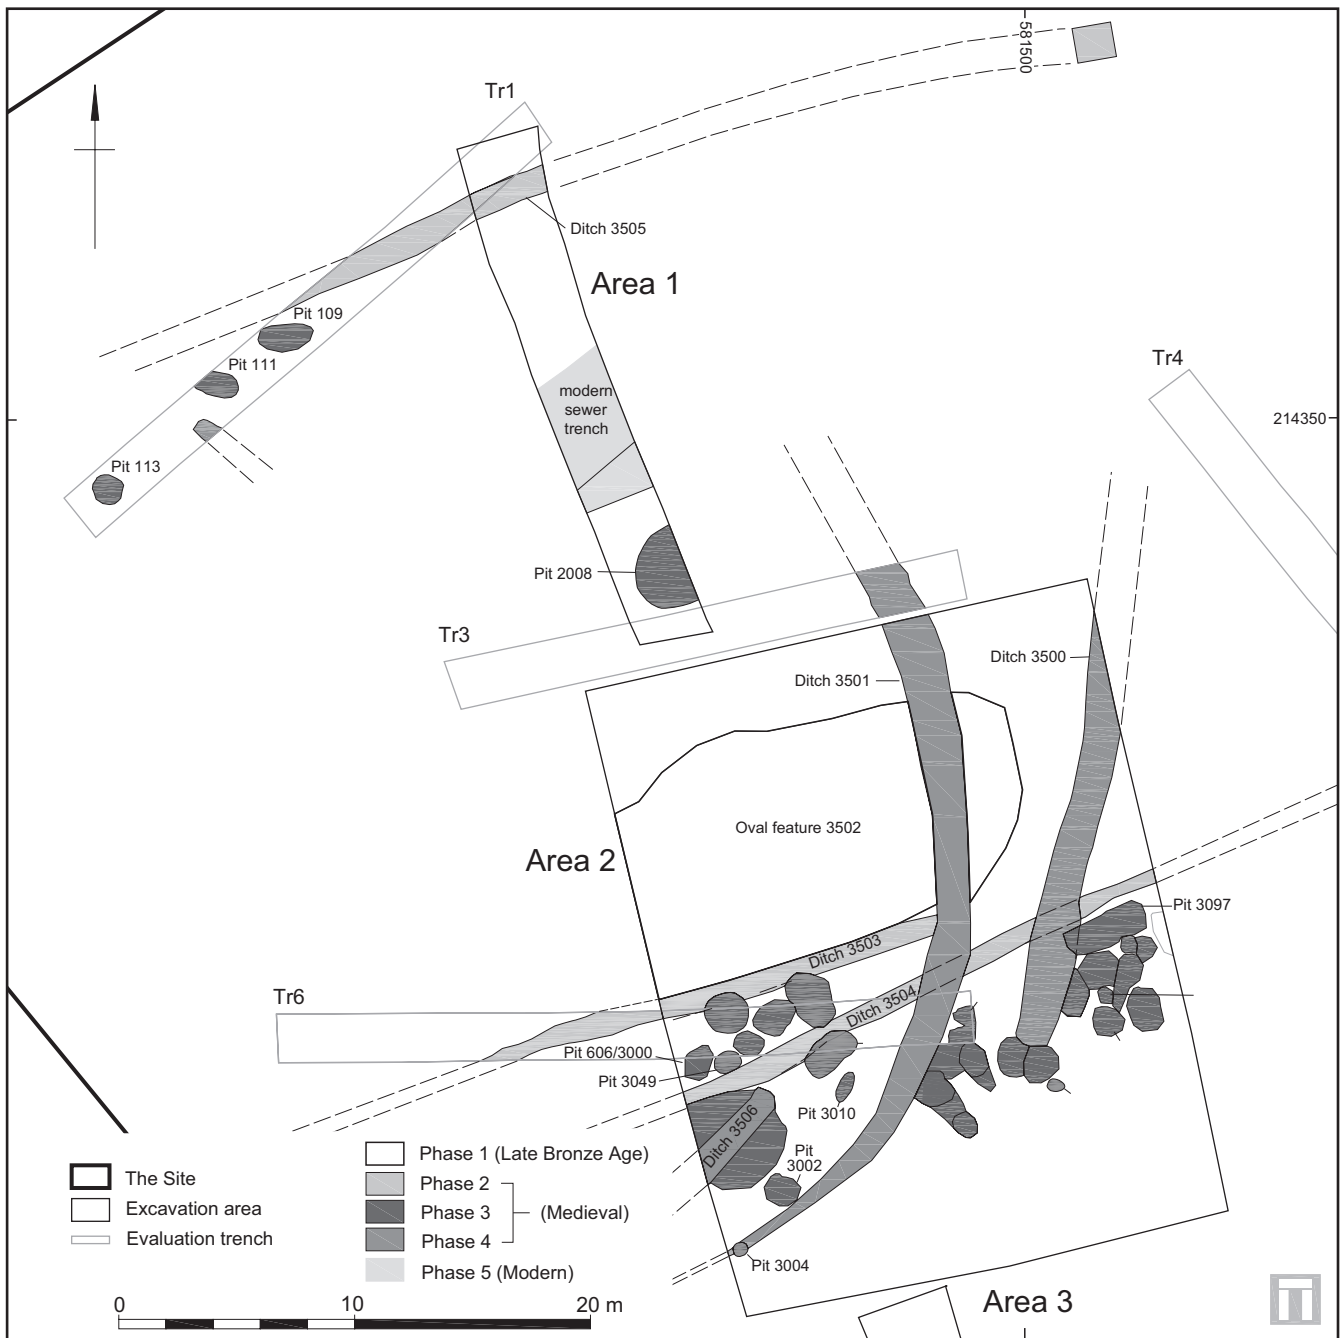 581500
Tr1
Ditch 3505
Area 1
Pit 109
Pit 111
Tr4
modern
sewer
trench
214350
Pit 113
Pit 2008
Tr3
Ditch 3500
Ditch 3501
Oval feature 3502
Area 2
Pit 3097
Ditch 3503
Tr6
Ditch 3504
Pit 606/3000
Pit 3049
Pit 3010
Ditch 3506
Pit
3002
Phase 1 (Late Bronze Age)
The Site
Phase 2
Excavation area
Phase 3
(Medieval)
Evaluation trench
Phase 4
Phase 5 (Modern)
Pit 3004
0 10 20 m
Area 3